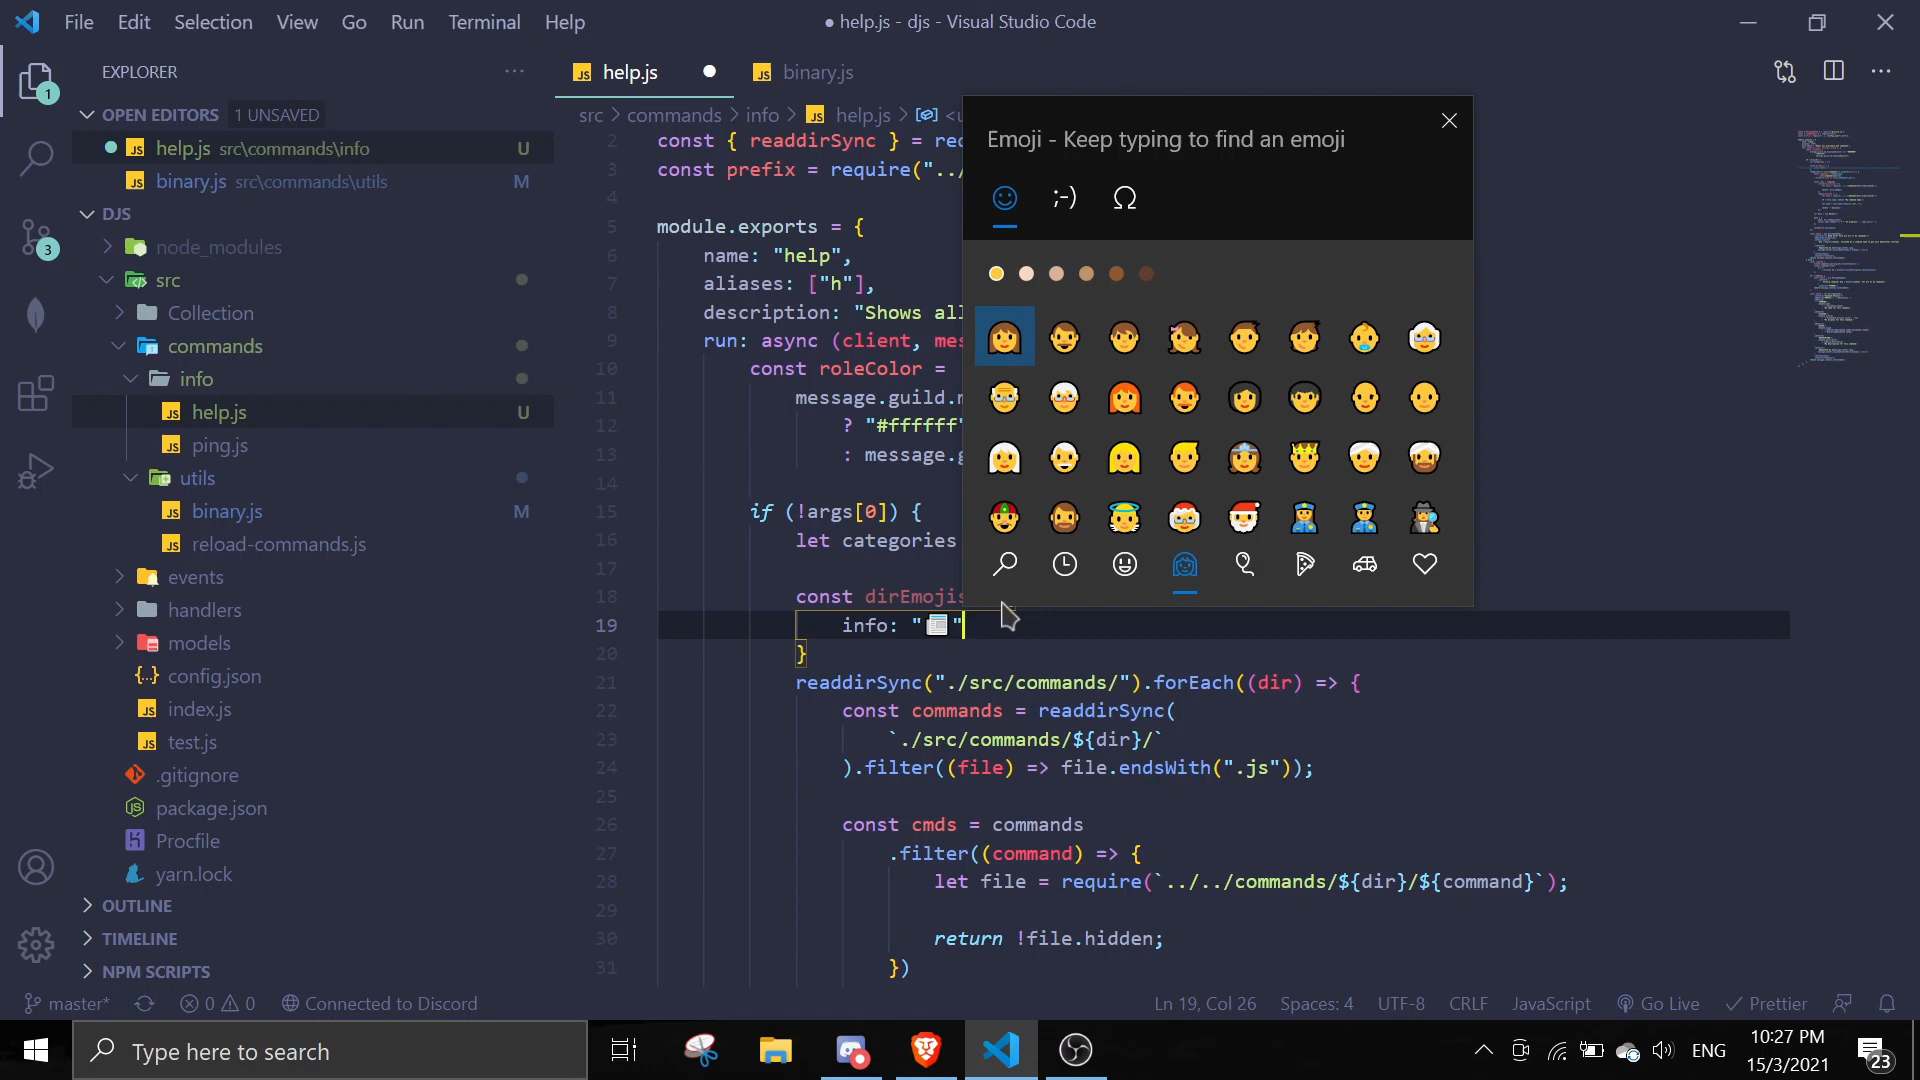 File Edit Selection View Go Run Terminal Help
● help.js - djs - Visual Studio Code
EXPLORER
OPEN EDITORS 1 UNSAVED
help.js src\commands\info U
binary.js src\commands\utils M
DJS
node_modules
src
Collection
commands
info
help.js U
ping.js
utils
binary.js M
reload-commands.js
events
handlers
models
config.json
index.js
test.js
.gitignore
package.json
Procfile
yarn.lock
OUTLINE
TIMELINE
NPM SCRIPTS
1
3
help.js
binary.js
src > commands > info > help.js >
2 const { readdirSync } =
3 const prefix = require("../
4
5 module.exports = {
6 name: "help",
7 aliases: ["h"],
8 description: "Shows all
9 run: async (client, mes
10 const roleColor =
11 message.guild.m
12 ? "#ffffff"
13 : message.g
14
15 if (!args[0]) {
16 let categories
17
18 const dirEmojis
19 info: "📰"
20 }
21 readdirSync("./src/commands/").forEach((dir) => {
22 const commands = readdirSync(
23 `./src/commands/${dir}/`
24 ).filter((file) => file.endsWith(".js"));
25
26 const cmds = commands
27 .filter((command) => {
28 let file = require(`../../commands/${dir}/${command}`);
29
30 return !file.hidden;
31 })
Emoji - Keep typing to find an emoji
;-) Ω
master* 0 0 Connected to Discord
Ln 19, Col 26 Spaces: 4 UTF-8 CRLF JavaScript Go Live Prettier
Type here to search
ENG
10:27 PM
15/3/2021
23